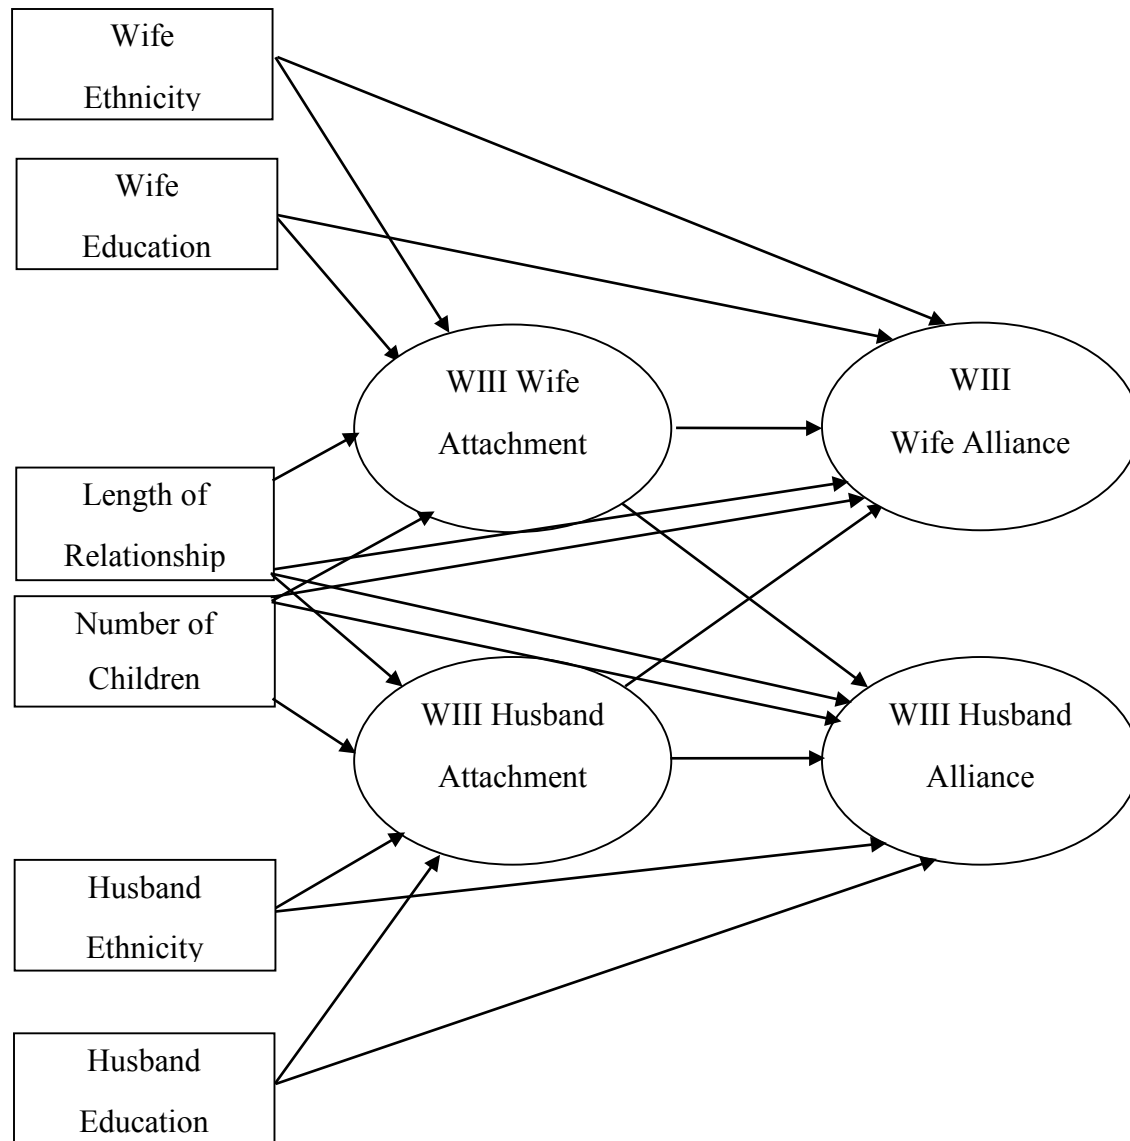 Wife
Ethnicity
Wife
Education
WIII Wife
Attachment
WIII
Wife Alliance
Length of
Relationship
Number of
Children
WIII Husband
Attachment
WIII Husband
Alliance
Husband
Ethnicity
Husband
Education